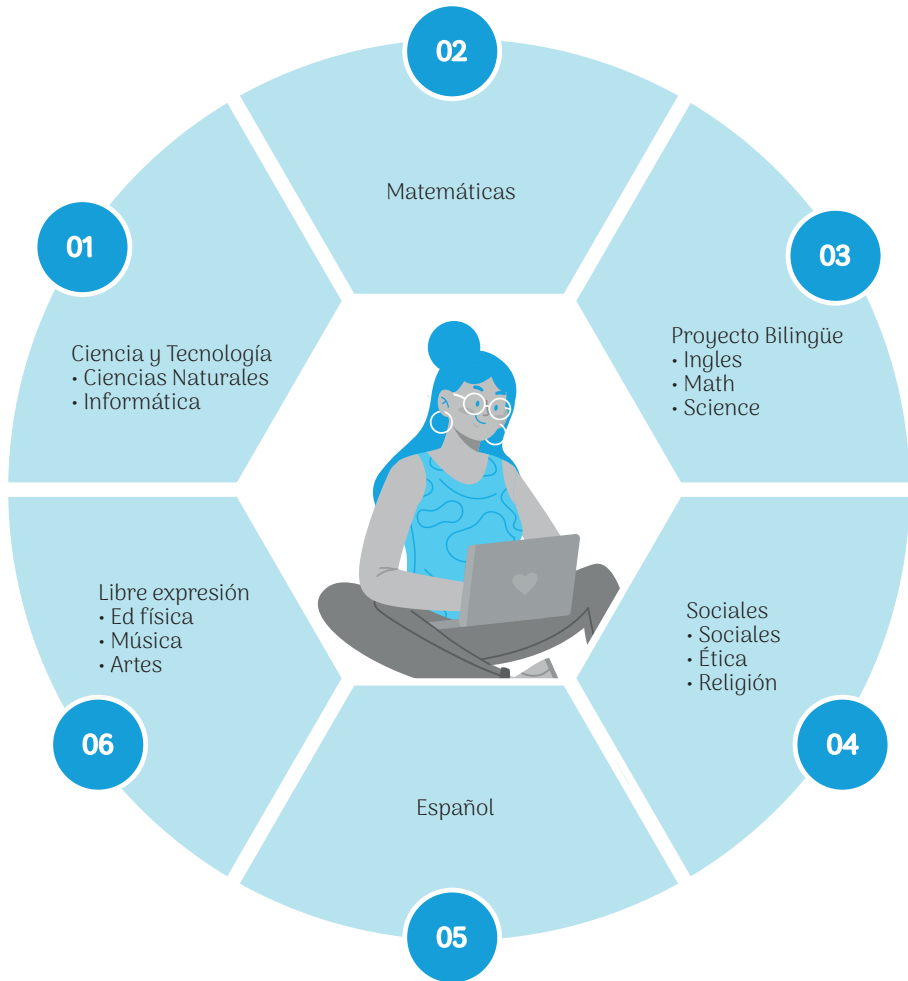 01
Ciencia y Tecnología
• Ciencias Naturales
• Informática
02
Matemáticas
03
Proyecto Bilingüe
• Ingles
• Math
• Science
04
Sociales
• Sociales
• Ética
• Religión
05
Español
06
Libre expresión
• Ed física
• Música
• Artes